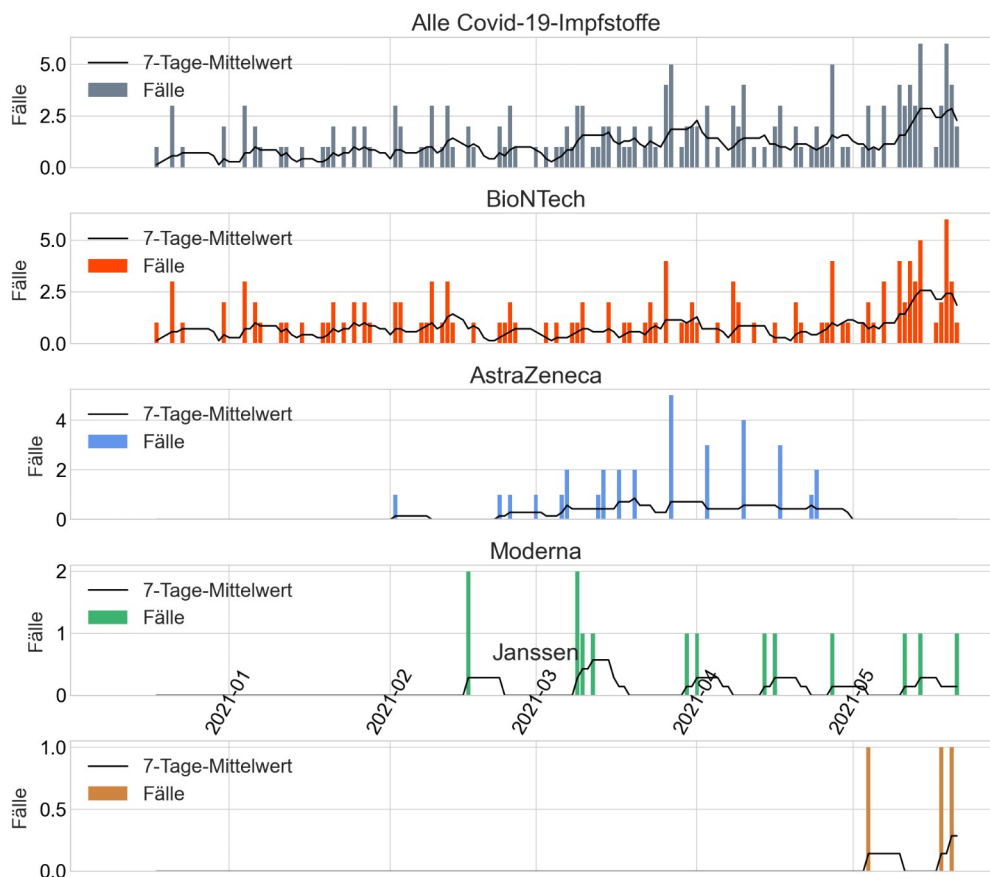 Alle Covid-19-Impfstoffe
Fälle
5.0
2.5
0.0
7-Tage-Mittelwert
Fälle
BioNTech
Fälle
5.0
2.5
0.0
7-Tage-Mittelwert
Fälle
AstraZeneca
Fälle
4
2
0
7-Tage-Mittelwert
Fälle
Moderna
Fälle
2
1
0
7-Tage-Mittelwert
Fälle
Janssen
2021-01
2021-02
2021-03
2021-04
2021-05
Fälle
1.0
0.5
0.0
7-Tage-Mittelwert
Fälle